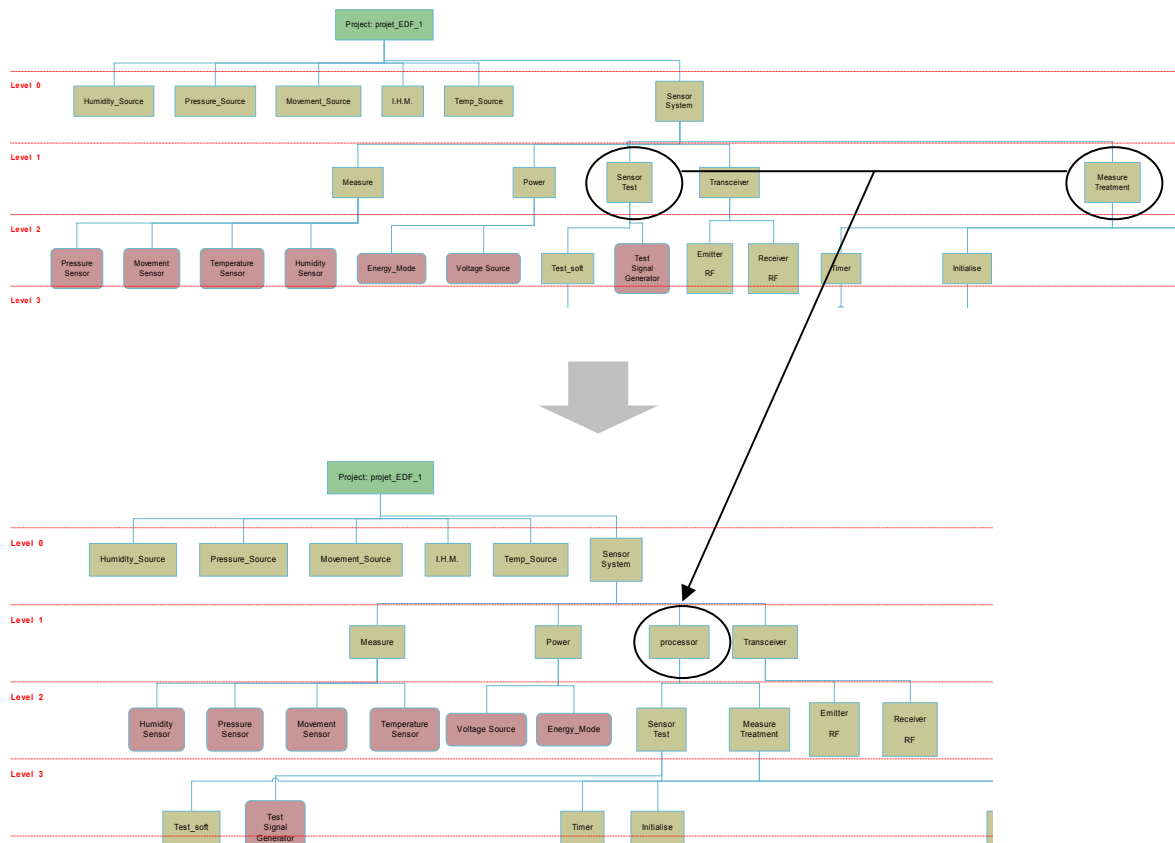 Project: projet_EDF_1
Level 0
Humidity_Source
Pressure_Source
Movement_Source
I.H.M.
Temp_Source
Sensor
System
Level 1
Measure
Power
Sensor
Test
Transceiver
Measure
Treatment
Level 2
Pressure
Sensor
Movement
Sensor
Temperature
Sensor
Humidity
Sensor
Energy_Mode
Voltage Source
Test_soft
Test
Signal
Generator
Emitter
RF
Receiver
RF
Timer
Initialise
Level 3
Project: projet_EDF_1
Level 0
Humidity_Source
Pressure_Source
Movement_Source
I.H.M.
Temp_Source
Sensor
System
Level 1
Measure
Power
processor
Transceiver
Level 2
Humidity
Sensor
Pressure
Sensor
Movement
Sensor
Temperature
Sensor
Voltage Source
Energy_Mode
Sensor
Test
Measure
Treatment
Emitter
RF
Receiver
RF
Level 3
Test_soft
Test
Signal
Generator
Timer
Initialise